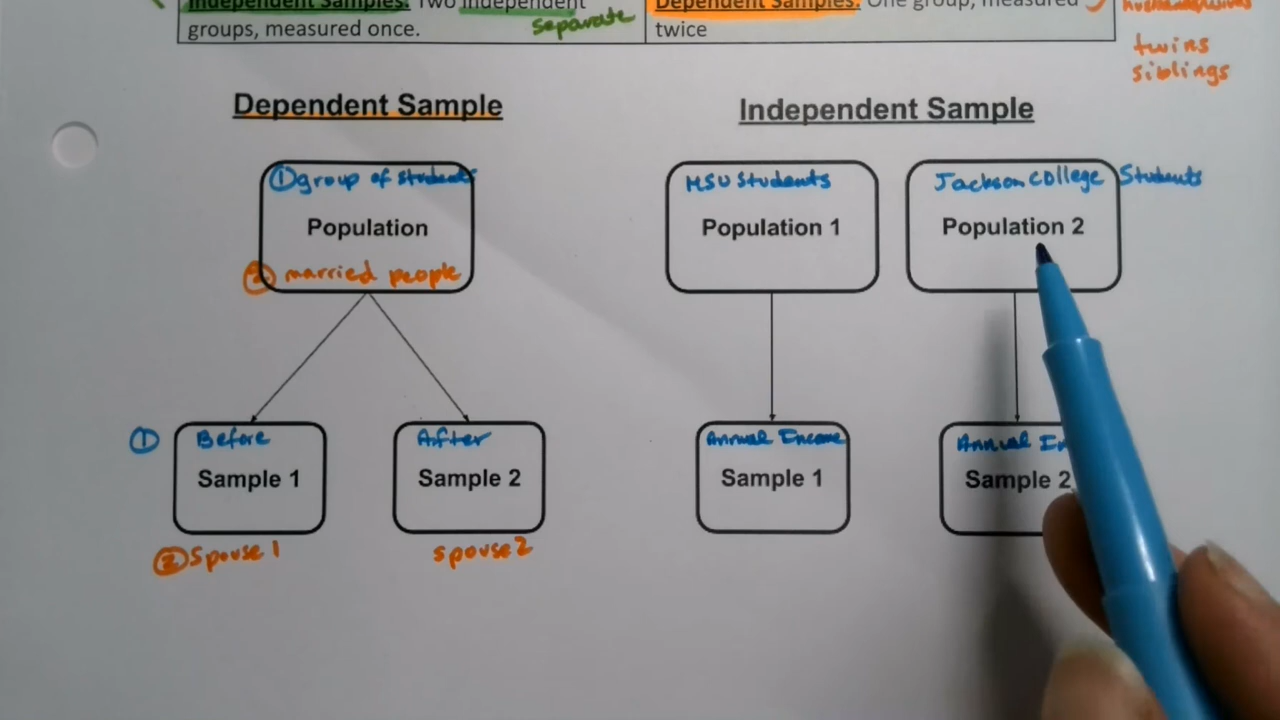 Independent Samples: Two independent
groups, measured once.
separate
Dependent Samples: One group, measured
twice
twins
siblings
Dependent Sample
① group of students
Population
② married people
① Before
Sample 1
After
Sample 2
② Spouse 1
spouse 2
Independent Sample
MSU Students
Population 1
Jackson College Students
Population 2
Annual Income
Sample 1
Annual
Sample 2